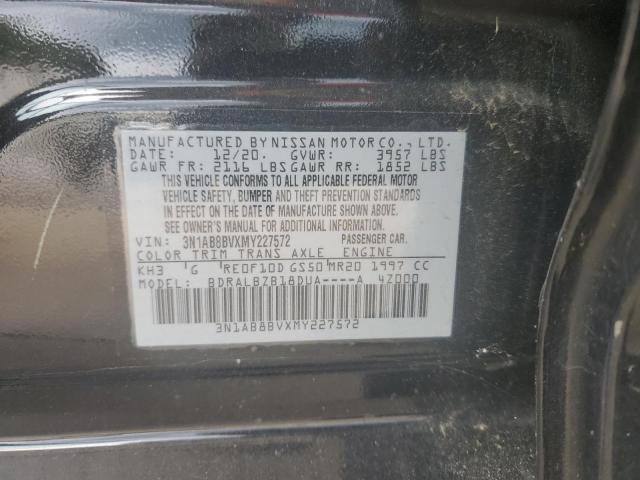 MANUFACTURED BY NISSAN MOTOR CO., LTD.
DATE: 12/20. GVWR: 3957 LBS
GAWR FR: 2116 LBS GAWR RR: 1852 LBS
THIS VEHICLE CONFORMS TO ALL APPLICABLE FEDERAL MOTOR
VEHICLE SAFETY, BUMPER AND THEFT PREVENTION STANDARDS
IN EFFECT ON THE DATE OF MANUFACTURE SHOWN ABOVE.
SEE OWNER'S MANUAL FOR ADDITIONAL INFORMATION
VIN: 3N1AB8BVXMY227572 PASSENGER CAR.
COLOR TRIM TRANS AXLE ENGINE
KH3 G RE0F10D GS50 MR20 1997 CC
MODEL: BDRALBZB18DUA----A 4Z000
3N1AB8BVXMY227572